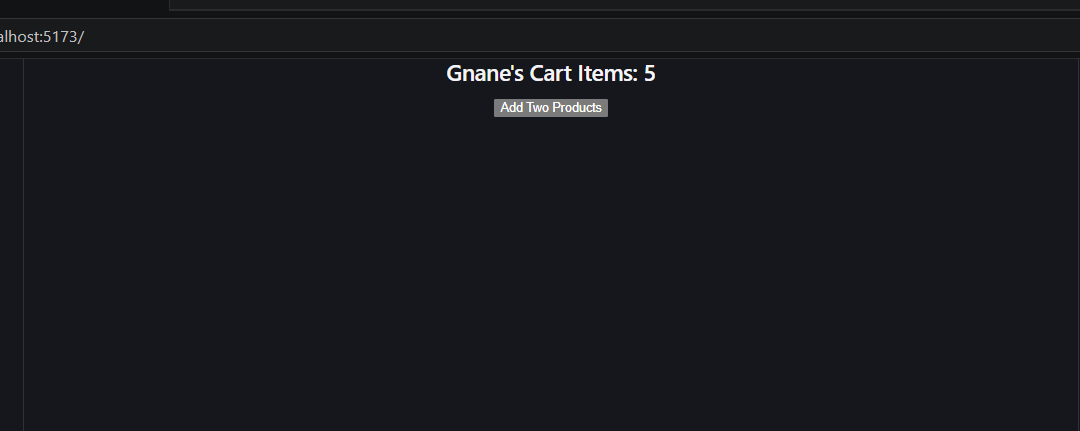 alhost:5173/
Gnane's Cart Items: 5
Add Two Products